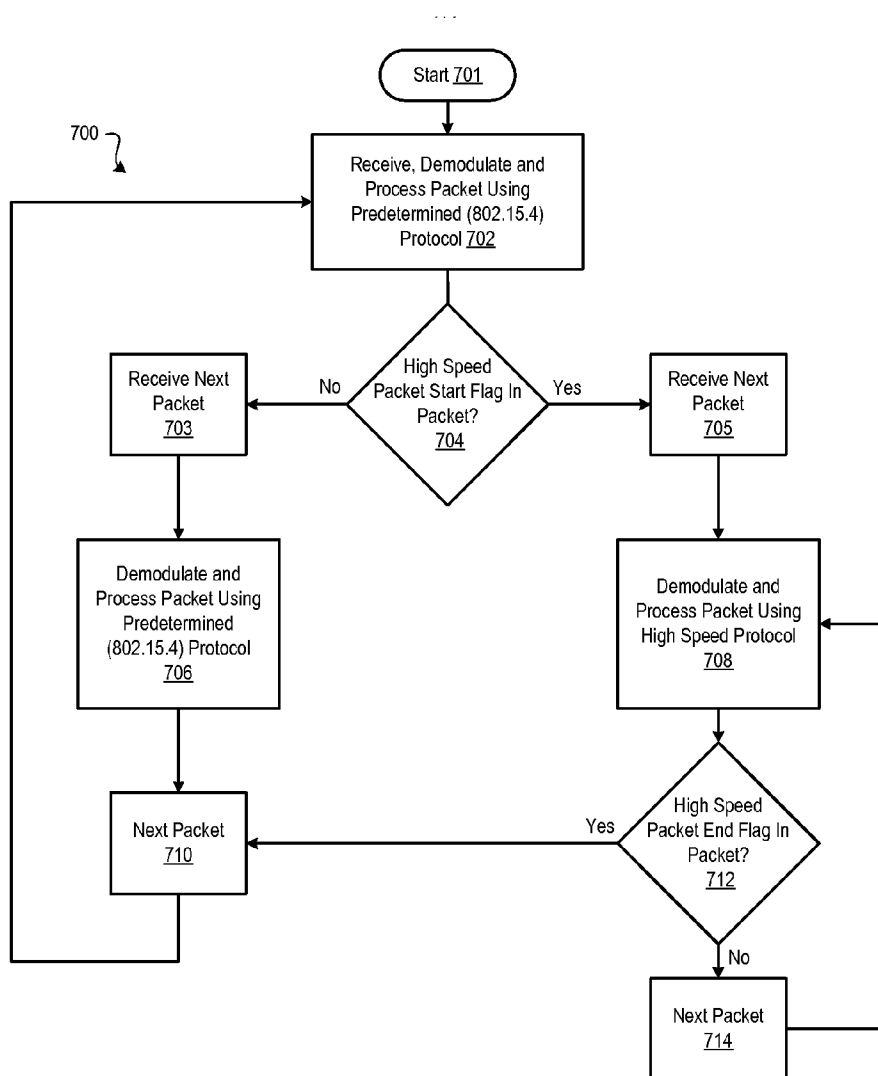 Start 701
700
Receive, Demodulate and
Process Packet Using
Predetermined (802.15.4)
Protocol 702
High Speed
Packet Start Flag In
Packet?
704
No
Yes
Receive Next
Packet
703
Receive Next
Packet
705
Demodulate and
Process Packet Using
Predetermined
(802.15.4) Protocol
706
Demodulate and
Process Packet Using
High Speed Protocol
708
Next Packet
710
Yes
High Speed
Packet End Flag In
Packet?
712
No
Next Packet
714